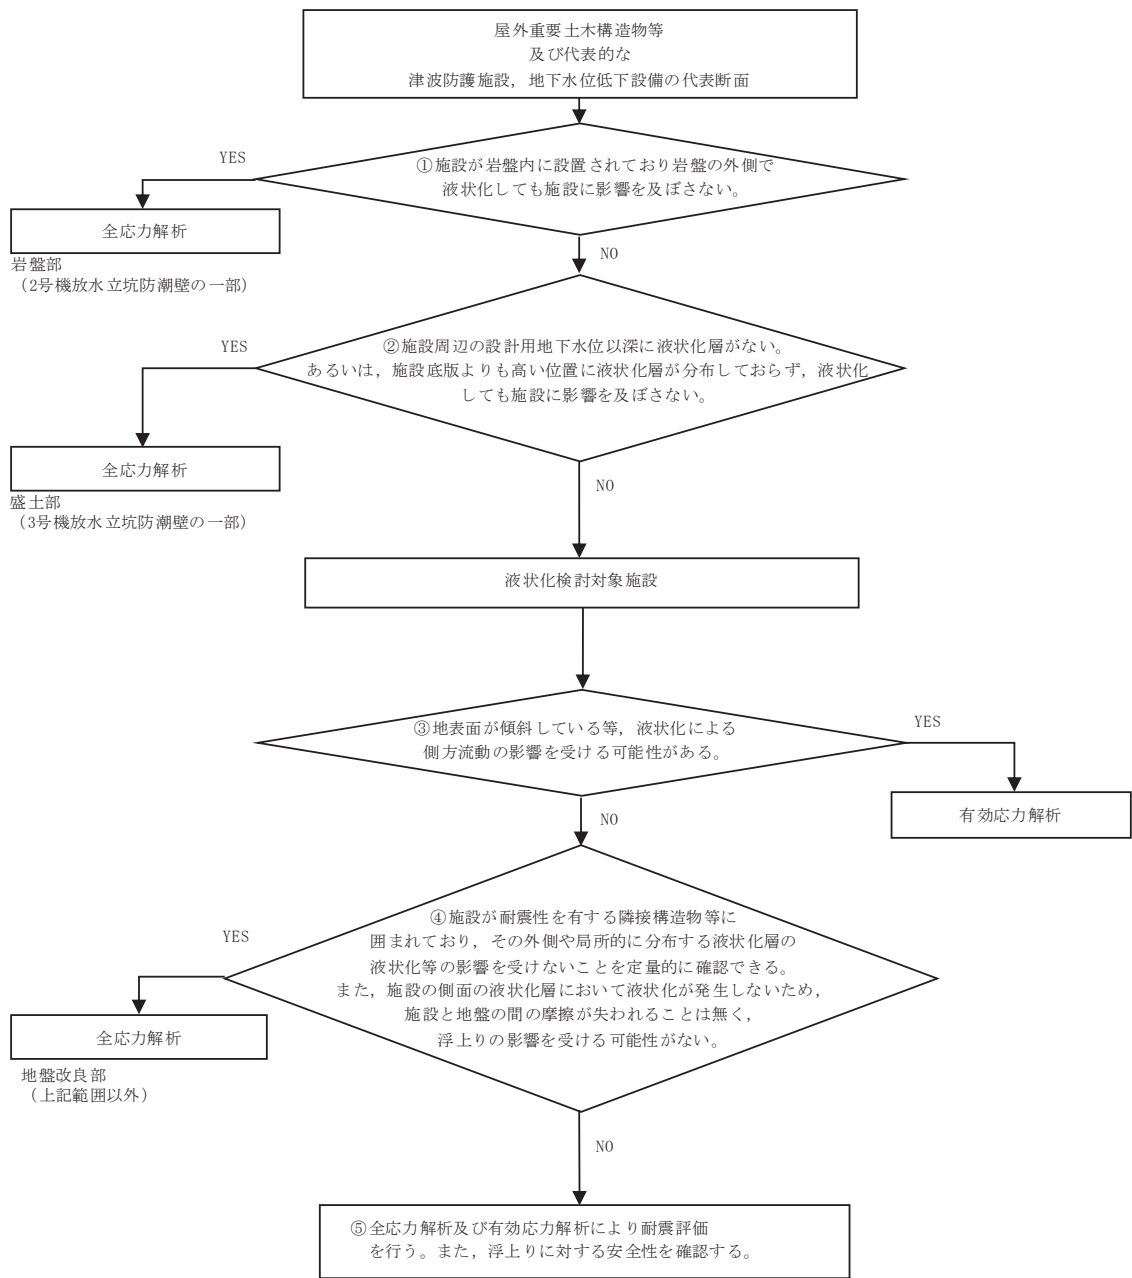 屋外重要土木構造物等
及び代表的な
津波防護施設，地下水位低下設備の代表断面
YES
①施設が岩盤内に設置されており岩盤の外側で
液状化しても施設に影響を及ぼさない。
全応力解析
岩盤部
（2号機放水立坑防潮壁の一部）
NO
YES
②施設周辺の設計用地下水位以深に液状化層がない。
あるいは，施設底版よりも高い位置に液状化層が分布しておらず，液状化
しても施設に影響を及ぼさない。
全応力解析
盛土部
（3号機放水立坑防潮壁の一部）
NO
液状化検討対象施設
③地表面が傾斜している等，液状化による
側方流動の影響を受ける可能性がある。
YES
有効応力解析
NO
YES
④施設が耐震性を有する隣接構造物等に
囲まれており，その外側や局所的に分布する液状化層の
液状化等の影響を受けないことを定量的に確認できる。
また，施設の側面の液状化層において液状化が発生しないため，
施設と地盤の間の摩擦が失われることは無く，
浮上りの影響を受ける可能性がない。
全応力解析
地盤改良部
（上記範囲以外）
NO
⑤全応力解析及び有効応力解析により耐震評価
を行う。また，浮上りに対する安全性を確認する。